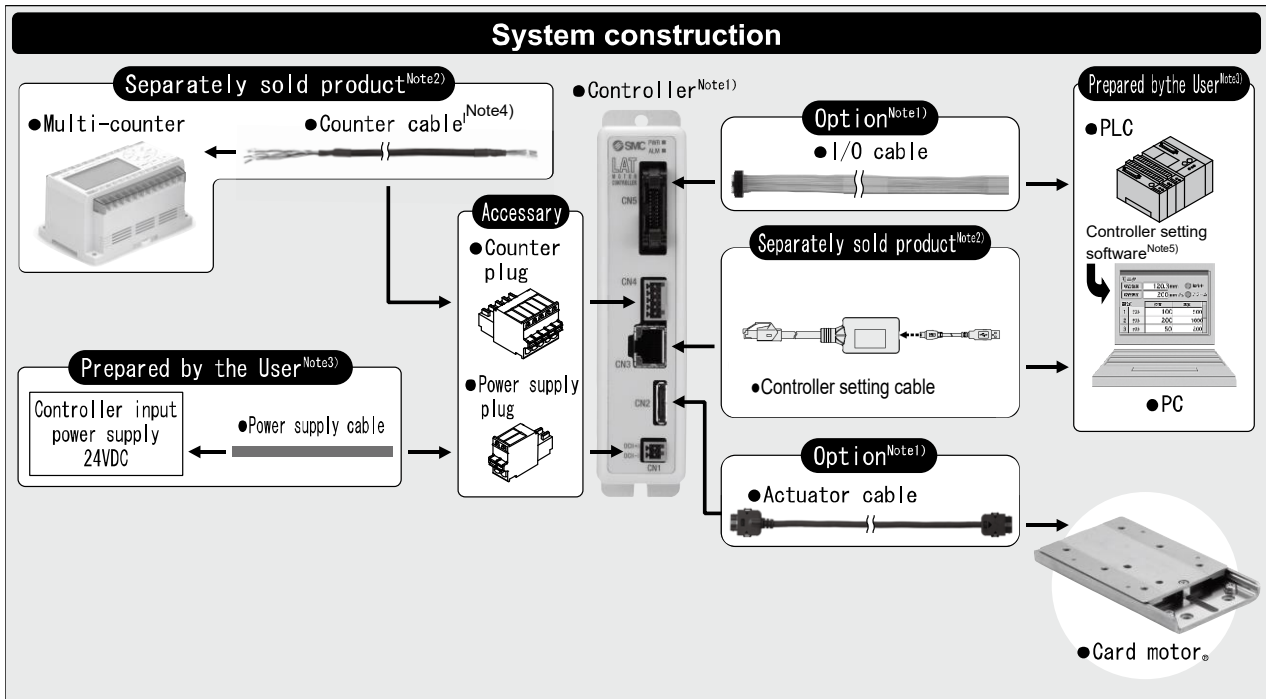 System construction
Separately sold product Note2)
●Multi-counter
●Counter cable Note4)
●Controller Note1)
SMC PWR
ALM
LAT
MOTOR
CONTROLLER
CN5
CN4
CN3
CN2
CN1
Option Note1)
●I/O cable
Prepared bythe User Note3)
●PLC
Controller setting
software Note5)
●PC
Accessary
●Counter
plug
●Power supply
plug
Separately sold product Note2)
●Controller setting cable
Prepared by the User Note3)
Controller input
power supply
24VDC
●Power supply cable
Option Note1)
●Actuator cable
●Card motor®